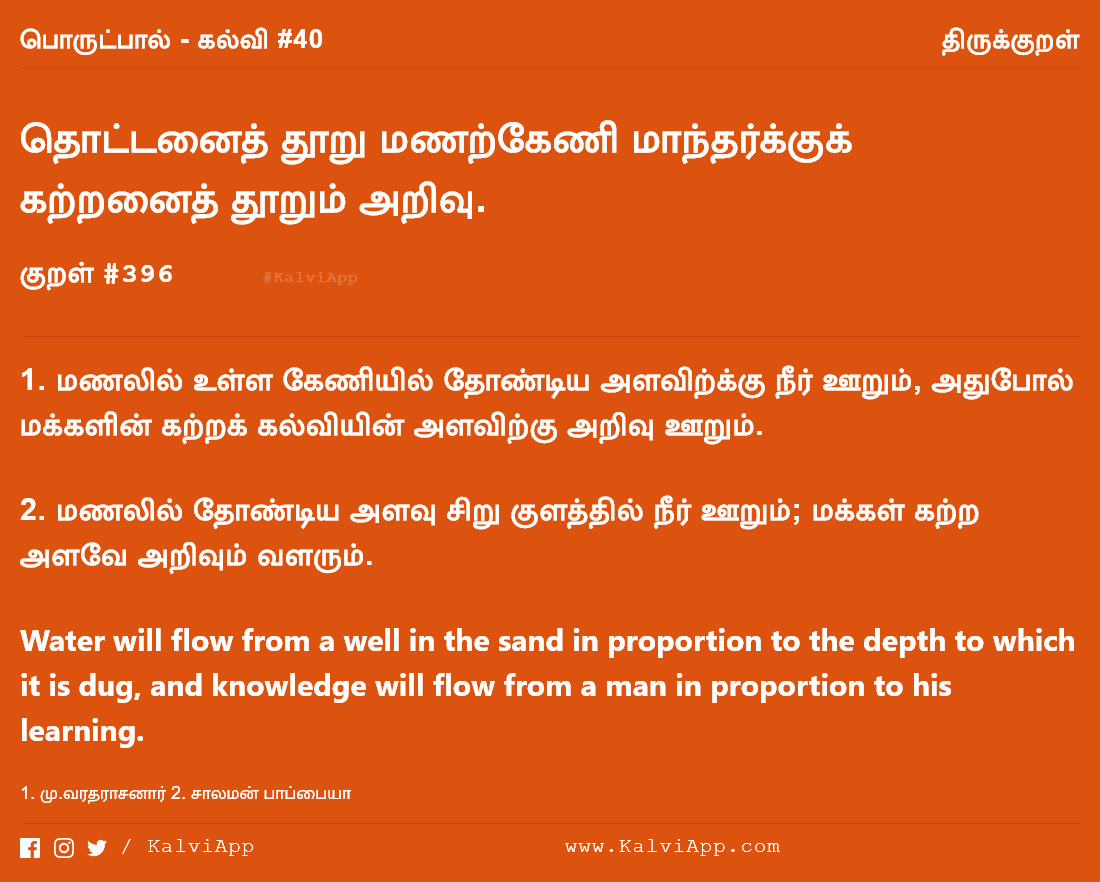 பொருட்பால் - கல்வி #40 திருக்குறள்
தொட்டனைத் தூறு மணற்கேணி மாந்தர்க்குக்
கற்றனைத் தூறும் அறிவு.
குறள் #396 #KalviApp
1. மணலில் உள்ள கேணியில் தோண்டிய அளவிற்க்கு நீர் ஊறும், அதுபோல்
மக்களின் கற்றக் கல்வியின் அளவிற்கு அறிவு ஊறும்.
2. மணலில் தோண்டிய அளவு சிறு குளத்தில் நீர் ஊறும்; மக்கள் கற்ற
அளவே அறிவும் வளரும்.
Water will flow from a well in the sand in proportion to the depth to which
it is dug, and knowledge will flow from a man in proportion to his
learning.
1. மு.வரதராசனார் 2. சாலமன் பாப்பையா
/ KalviApp www.KalviApp.com